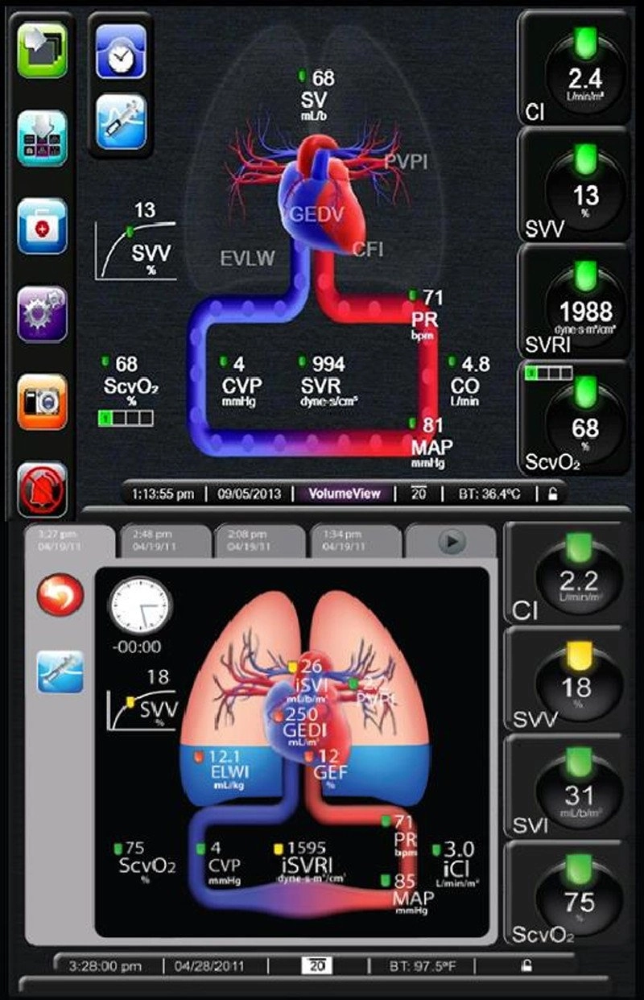 68
SV
mL/b
PVPI
GEDV
CFI
EVLW
13
SVV
%
71
PR
bpm
68
ScvO₂
%
4
CVP
mmHg
994
SVR
dyne-s/cm⁵
4.8
CO
L/min
81
MAP
mmHg
2.4
L/min/m²
CI
13
%
SVV
1988
dyne-s-m²/cm⁵
SVRI
68
%
ScvO₂
1:13:55 pm | 09/05/2013 | VolumeView | 20 | BT: 36.4°C
3:27 pm
04/19/11
2:48 pm
04/19/11
2:08 pm
04/19/11
1:34 pm
04/19/11
-00:00
18
SVV
%
26
iSVI
mL/b/m²
PVPI
250
GEDI
mL/m²
12.1
ELWI
mL/kg
12
GEF
%
71
PR
bpm
75
ScvO₂
%
4
CVP
mmHg
1595
iSVRI
dyne-s-m²/cm⁵
3.0
iCI
L/min/m²
85
MAP
mmHg
2.2
L/min/m²
CI
18
%
SVV
31
mL/b/m²
SVI
75
%
ScvO₂
3:28:00 pm | 04/28/2011 | 20 | BT: 97.5°F